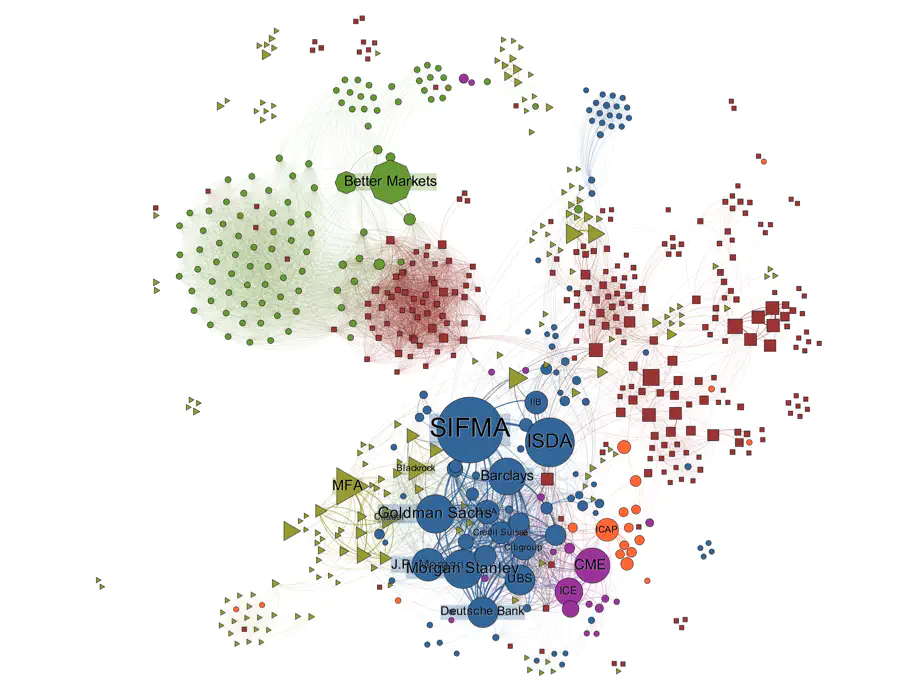 Better Markets
IIB
SIFMA
ISDA
Blackrock
Barclays
MFA
Goldman Sachs
Credit Suisse
ICAP
Citigroup
J.P. Morgan
Morgan Stanley
CME
UBS
ICE
Deutsche Bank